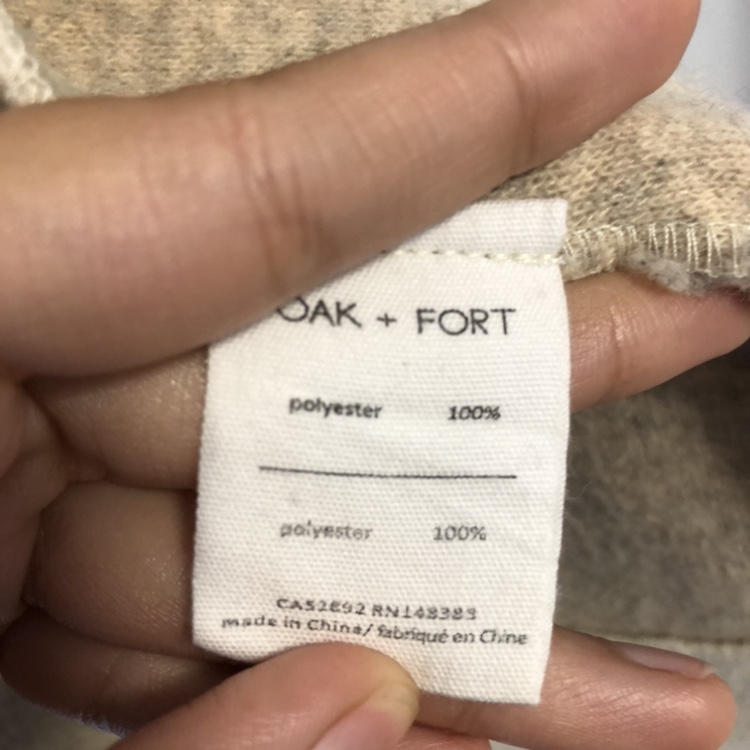 OAK + FORT
polyester 100%
polyester 100%
CA52692 RN148383
made in China/ fabriqué en Chine